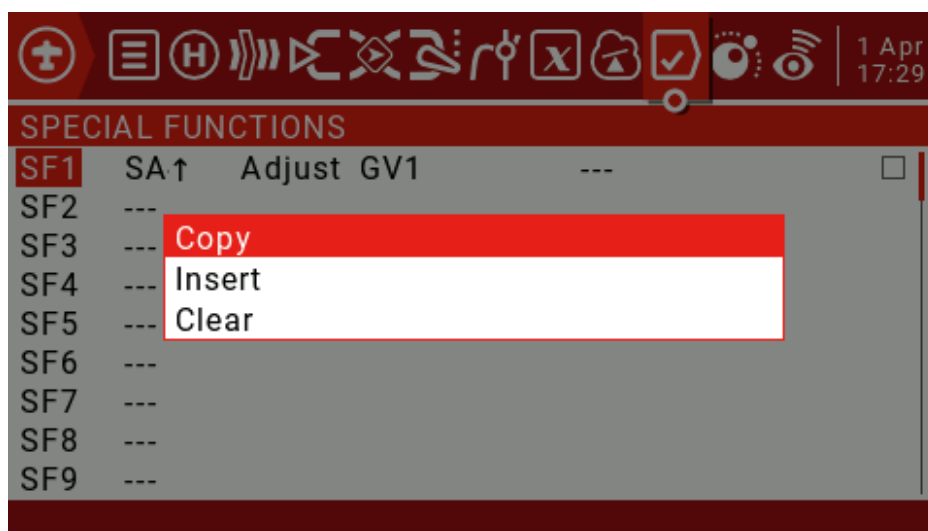 H x 1 Apr
17:29
SPECIAL FUNCTIONS
SF1 SA↑ Adjust GV1 --- 
SF2 ---
Copy
SF3 ---
Insert
SF4 ---
Clear
SF5 ---
SF6 ---
SF7 ---
SF8 ---
SF9 ---